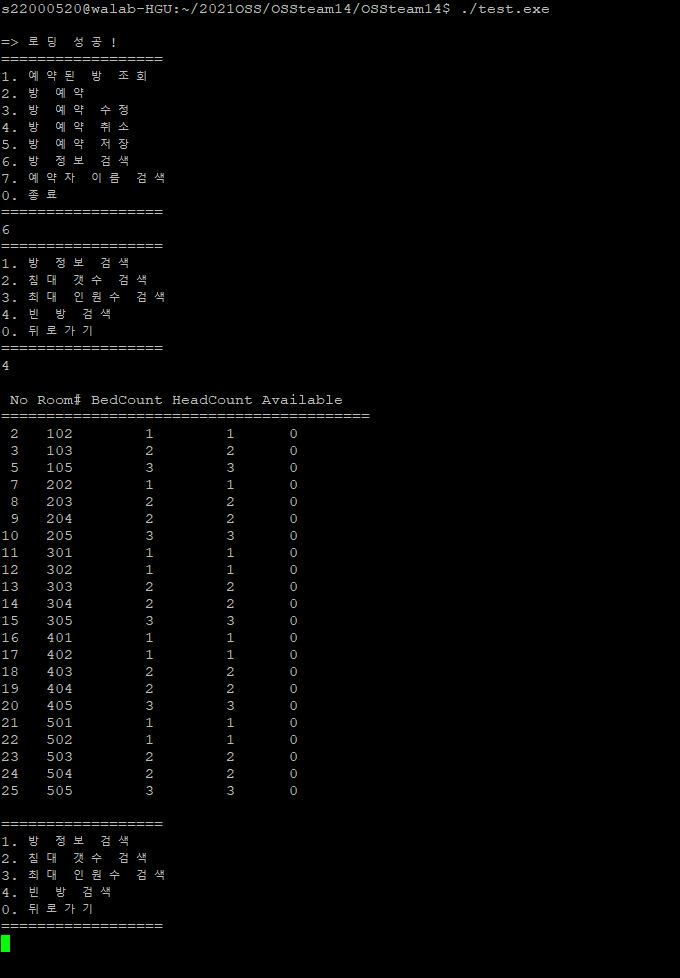 s22000520@walab-HGU:~/2021OSS/OSSteam14/OSSteam14$ ./test.exe
=> 로딩 성공!
==================
1. 예약된 방 조회
2. 방 예약
3. 방 예약 수정
4. 방 예약 취소
5. 방 예약 저장
6. 방 정보 검색
7. 예약자 이름 검색
0. 종료
==================
6
==================
1. 방 정보 검색
2. 침대 갯수 검색
3. 최대 인원수 검색
4. 빈 방 검색
0. 뒤로가기
==================
4
No Room# BedCount HeadCount Available
=========================================
2 102 1 1 0
3 103 2 2 0
5 105 3 3 0
7 202 1 1 0
8 203 2 2 0
9 204 2 2 0
10 205 3 3 0
11 301 1 1 0
12 302 1 1 0
13 303 2 2 0
14 304 2 2 0
15 305 3 3 0
16 401 1 1 0
17 402 1 1 0
18 403 2 2 0
19 404 2 2 0
20 405 3 3 0
21 501 1 1 0
22 502 1 1 0
23 503 2 2 0
24 504 2 2 0
25 505 3 3 0
==================
1. 방 정보 검색
2. 침대 갯수 검색
3. 최대 인원수 검색
4. 빈 방 검색
0. 뒤로가기
==================